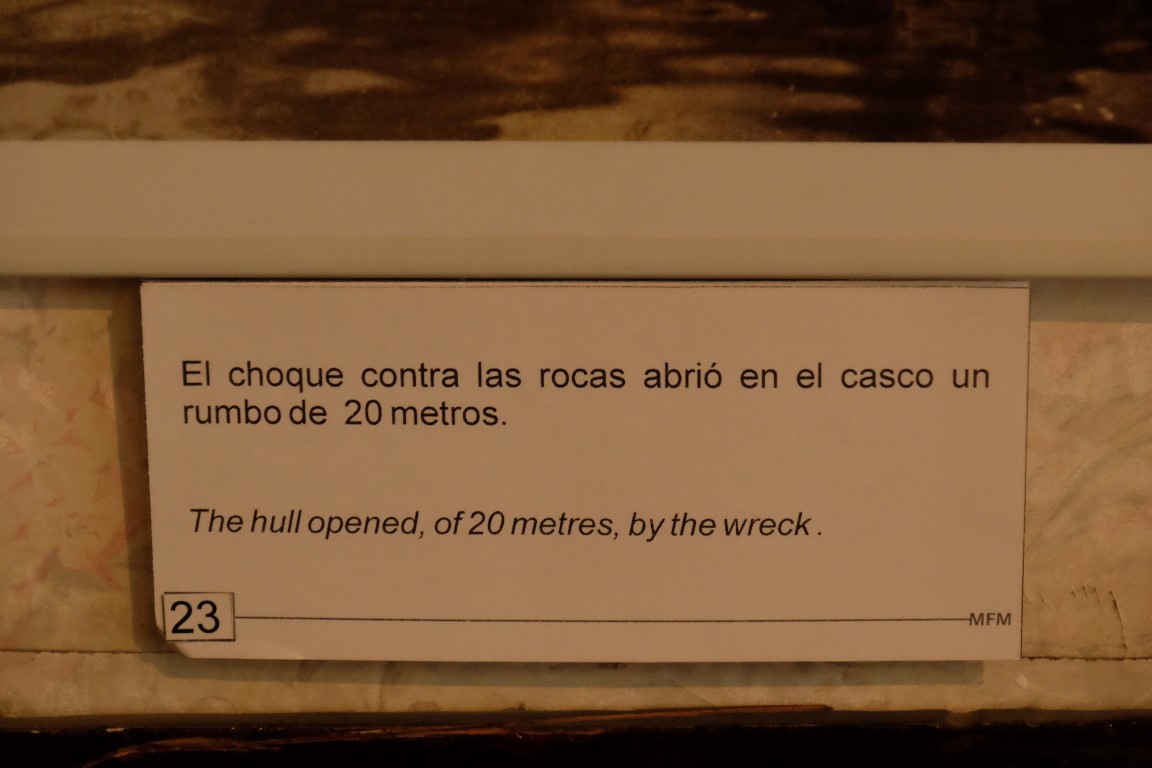 El choque contra las rocas abrió en el casco un
rumbo de 20 metros.
The hull opened, of 20 metres, by the wreck .
23
MFM